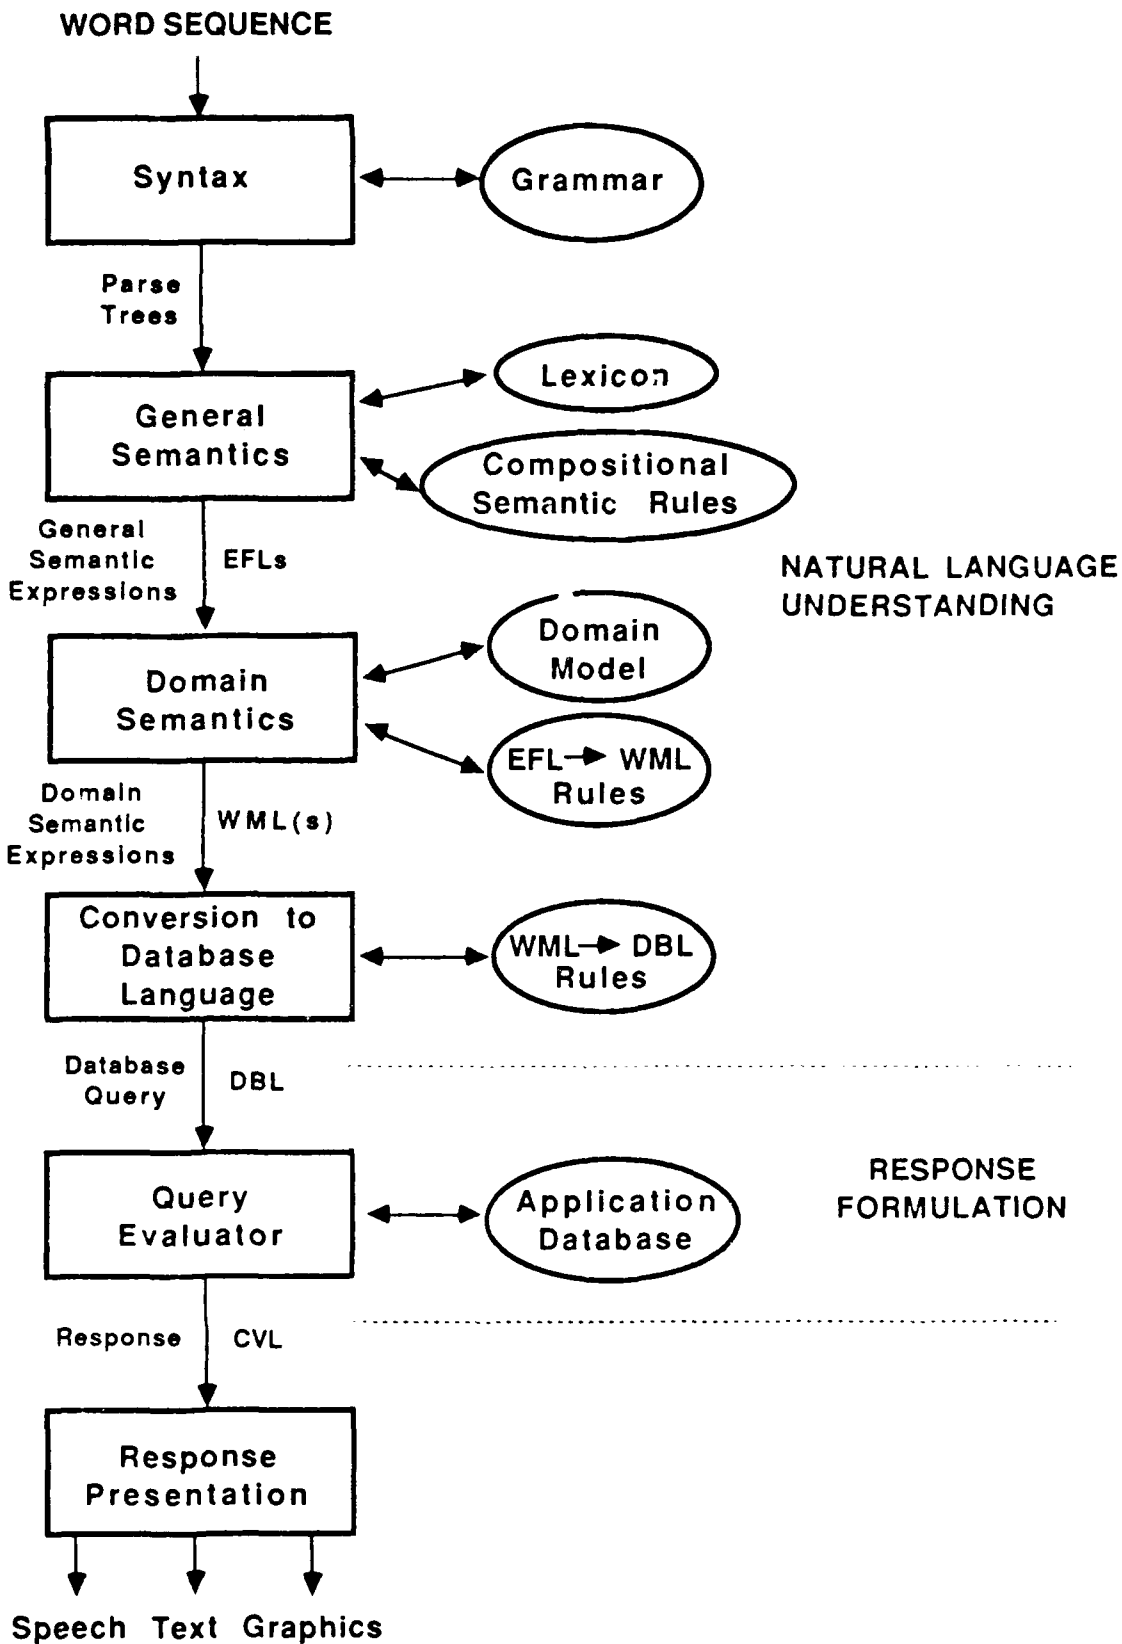 WORD SEQUENCE
Syntax
Grammar
Parse
Trees
General
Semantics
Lexicon
Compositional
Semantic Rules
General
Semantic
Expressions
EFLs
NATURAL LANGUAGE
UNDERSTANDING
Domain
Semantics
Domain
Model
EFL → WML
Rules
Domain
Semantic
Expressions
WML(s)
Conversion to
Database
Language
WML → DBL
Rules
Database
Query
DBL
Query
Evaluator
Application
Database
RESPONSE
FORMULATION
Response
CVL
Response
Presentation
Speech Text Graphics